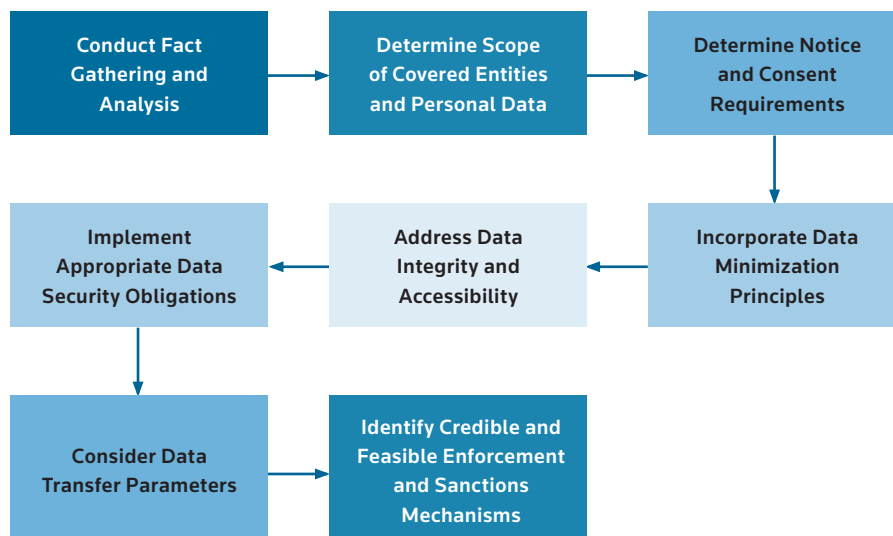 Conduct Fact
Gathering and
Analysis
Determine Scope
of Covered Entities
and Personal Data
Determine Notice
and Consent
Requirements
Incorporate Data
Minimization
Principles
Address Data
Integrity and
Accessibility
Implement
Appropriate Data
Security Obligations
Consider Data
Transfer Parameters
Identify Credible and
Feasible Enforcement
and Sanctions
Mechanisms